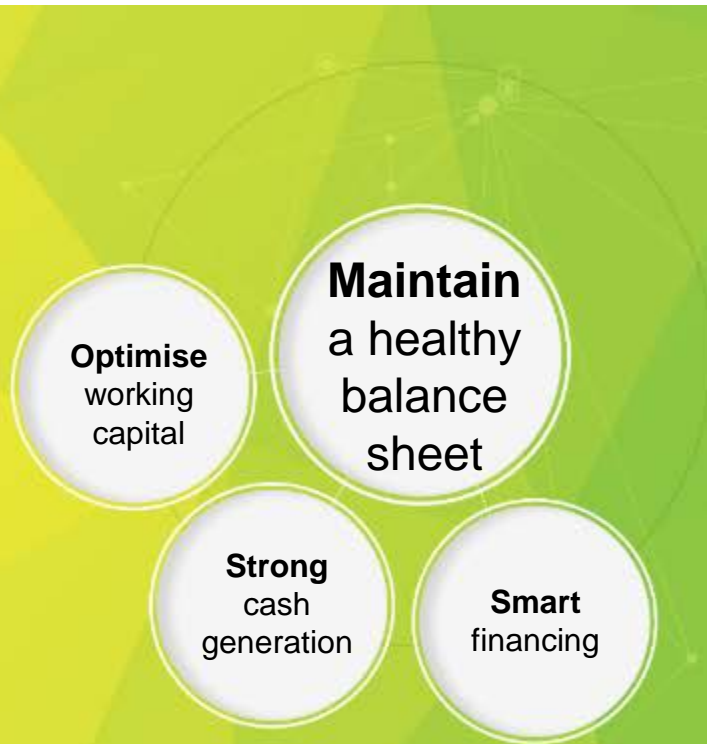 Maintain
a healthy
balance
sheet
Optimise
working
capital
Strong
cash
generation
Smart
financing